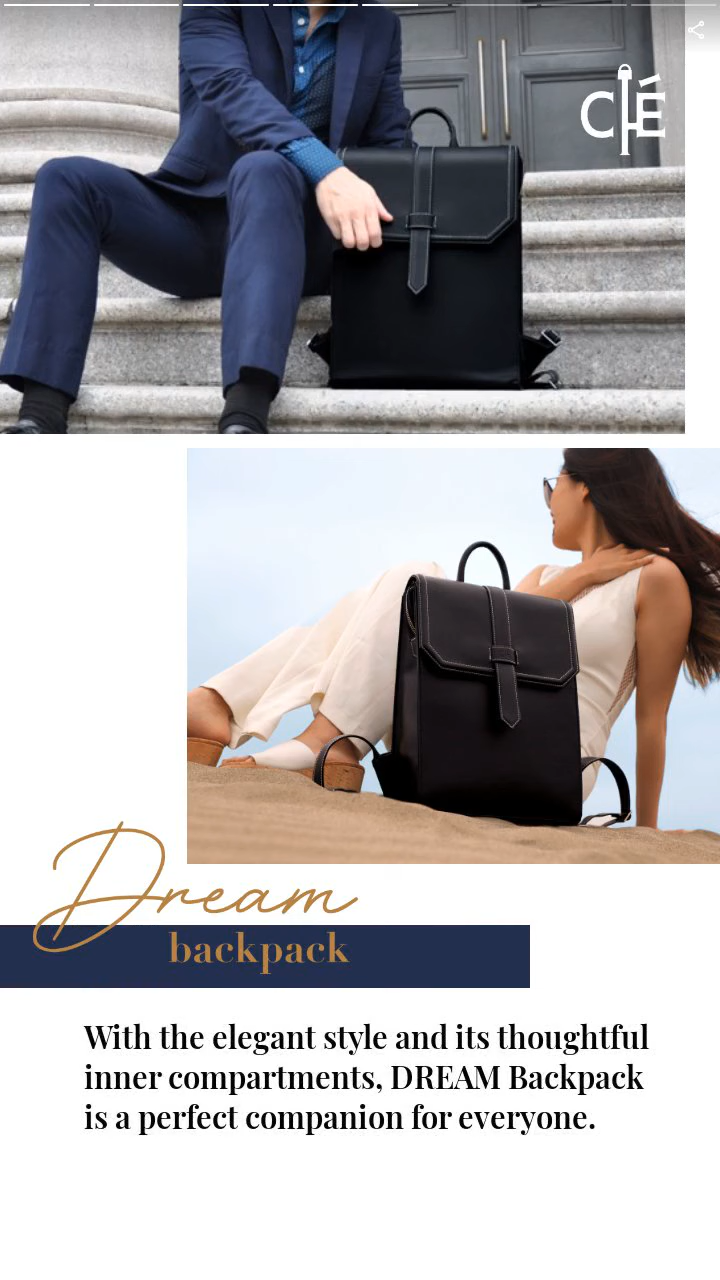 CLÉ
Dream
backpack
With the elegant style and its thoughtful
inner compartments, DREAM Backpack
is a perfect companion for everyone.